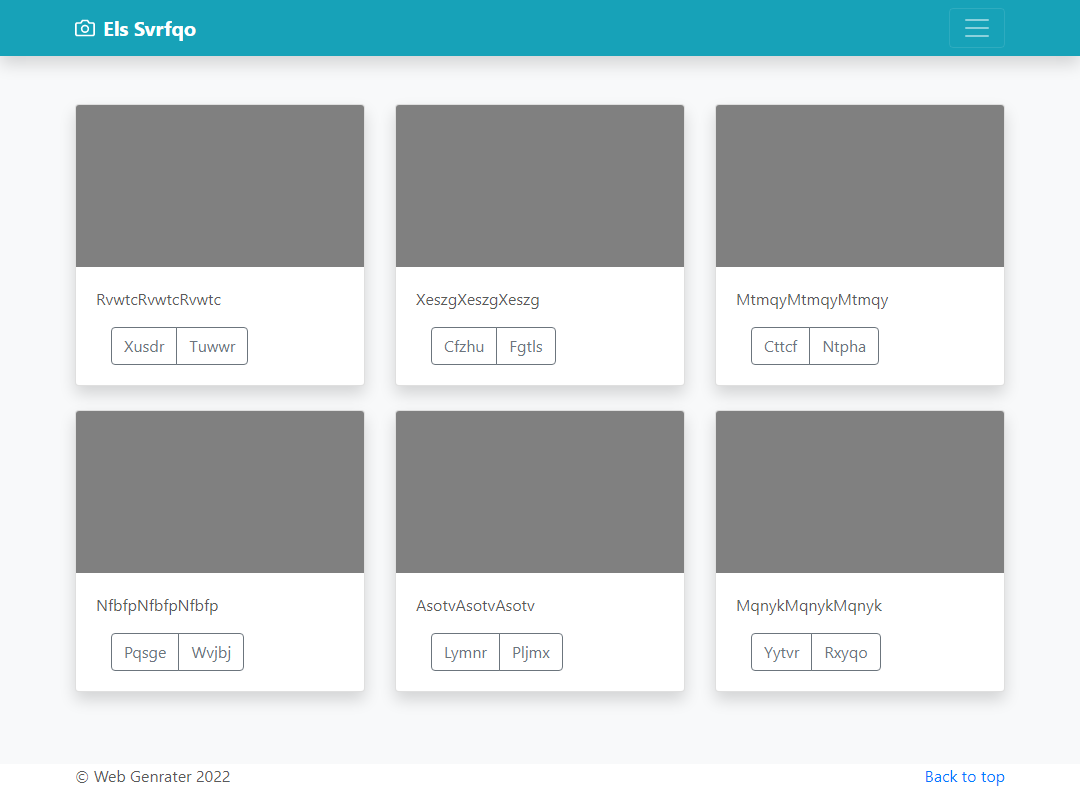 Els Svrfqo
RvwtcRvwtcRvwtc
Xusdr Tuwwr
XeszgXeszgXeszg
Cfzhu Fgtls
MtmqyMtmqyMtmqy
Cttcf Ntpha
NfbfpNfbfpNfbfp
Pqsge Wvjbj
AsotvAsotvAsotv
Lymnr Pljmx
MqnykMqnykMqnyk
Yytvr Rxyqo
© Web Genrater 2022
Back to top